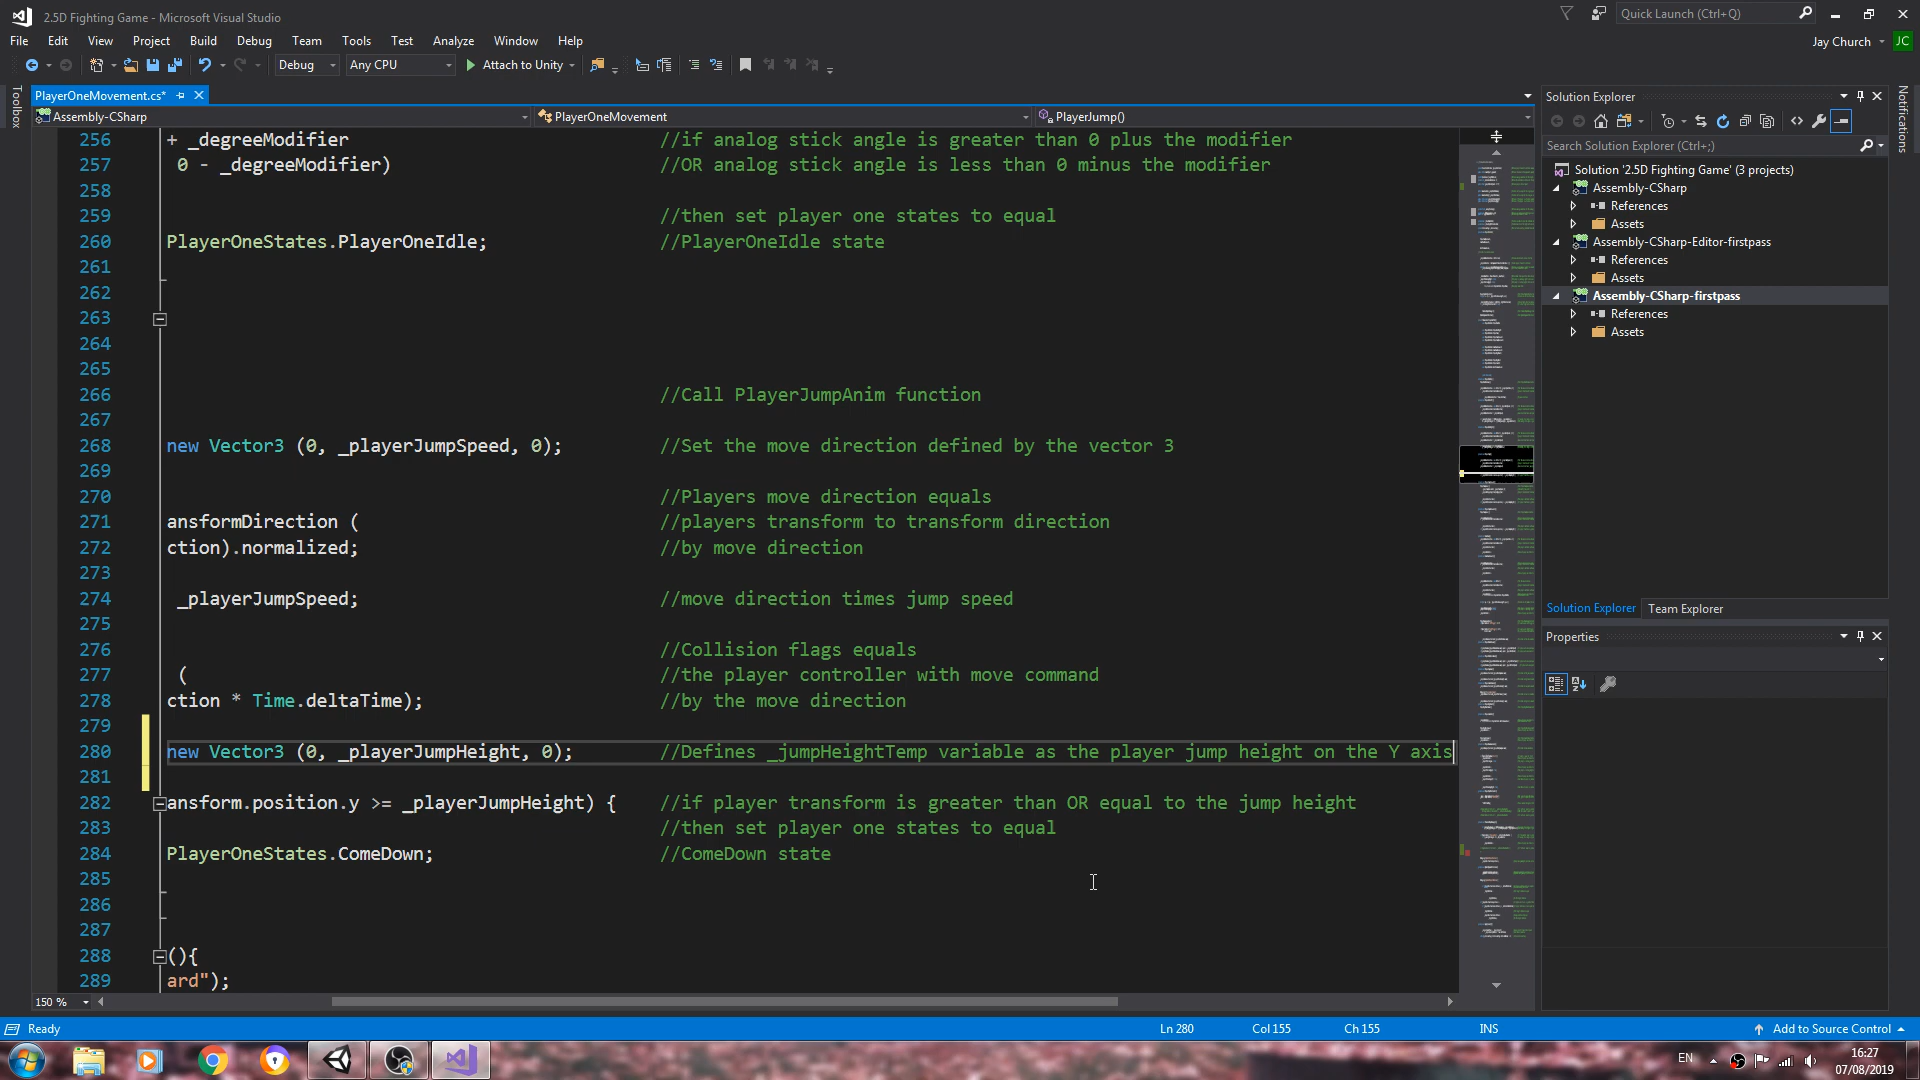 2.5D Fighting Game - Microsoft Visual Studio
Quick Launch (Ctrl+Q)
File Edit View Project Build Debug Team Tools Test Analyze Window Help
Jay Church JC
Debug Any CPU Attach to Unity
Toolbox
PlayerOneMovement.cs*
Assembly-CSharp PlayerOneMovement PlayerJump()
256 + _degreeModifier //if analog stick angle is greater than 0 plus the modifier
257 0 - _degreeModifier) //OR analog stick angle is less than 0 minus the modifier
258
259 //then set player one states to equal
260 PlayerOneStates.PlayerOneIdle; //PlayerOneIdle state
261
262
263
264
265
266 //Call PlayerJumpAnim function
267
268 new Vector3 (0, _playerJumpSpeed, 0); //Set the move direction defined by the vector 3
269
270 //Players move direction equals
271 ansformDirection ( //players transform to transform direction
272 ction).normalized; //by move direction
273
274 _playerJumpSpeed; //move direction times jump speed
275
276 //Collision flags equals
277 ( //the player controller with move command
278 ction * Time.deltaTime); //by the move direction
279
280 new Vector3 (0, _playerJumpHeight, 0); //Defines _jumpHeightTemp variable as the player jump height on the Y axis
281
282 ansform.position.y >= _playerJumpHeight) { //if player transform is greater than OR equal to the jump height
283 //then set player one states to equal
284 PlayerOneStates.ComeDown; //ComeDown state
285
286
287
288 (){
289 ard");
150 %
Solution Explorer
Search Solution Explorer (Ctrl+;)
Solution '2.5D Fighting Game' (3 projects)
Assembly-CSharp
References
Assets
Assembly-CSharp-Editor-firstpass
References
Assets
Assembly-CSharp-firstpass
References
Assets
Solution Explorer Team Explorer
Properties
Notifications
Ready Ln 280 Col 155 Ch 155 INS Add to Source Control
EN
16:27
07/08/2019